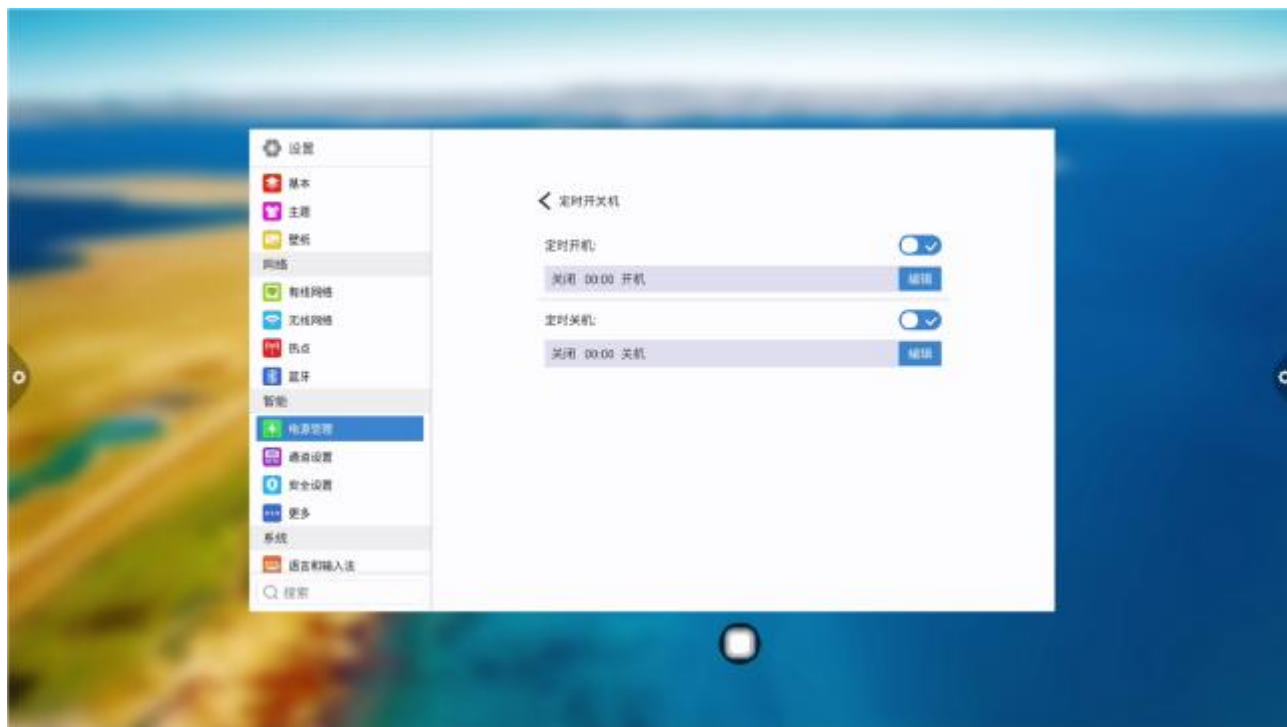 设置
基本
主题
壁纸
网络
有线网络
无线网络
热点
蓝牙
智能
电源管理
通道设置
安全设置
更多
系统
语言和输入法
搜索
定时开关机
定时开机:
关闭 00:00 开机
编辑
定时关机:
关闭 00:00 关机
编辑